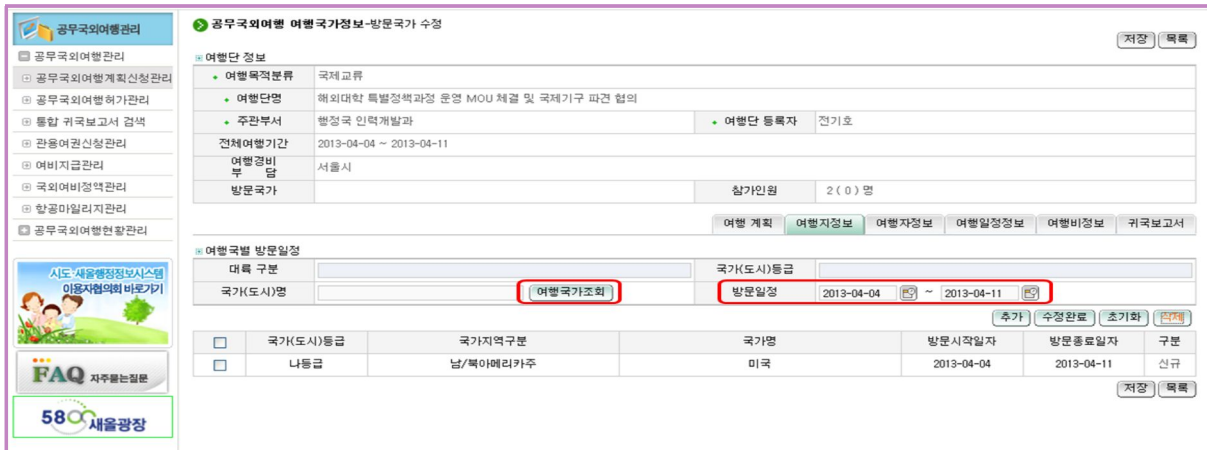 공무국외여행관리
공무국외여행관리
공무국외여행계획신청관리
공무국외여행허가관리
통합 귀국보고서 검색
관용여권신청관리
여비지급관리
국외여비정액관리
항공마일리지관리
공무국외여행현황관리
시도·새올행정정보시스템
이용자협의회 바로가기
FAQ 자주묻는질문
580 새올광장
공무국외여행 여행국가정보-방문국가 수정
저장 목록
여행단 정보
여행목적분류 국제교류
여행단명 해외대학 특별정책과정 운영 MOU 체결 및 국제기구 파견 협의
주관부서 행정국 인력개발과 여행단 등록자 전기호
전체여행기간 2013-04-04 ~ 2013-04-11
여행경비
부 담 서울시
방문국가 참가인원 2 ( 0 ) 명
여행 계획 여행지정보 여행자정보 여행일정정보 여행비정보 귀국보고서
여행국별 방문일정
대륙 구분 국가(도시)등급
국가(도시)명 여행국가조회 방문일정 2013-04-04 ~ 2013-04-11
추가 수정완료 초기화 삭제
국가(도시)등급 국가지역구분 국가명 방문시작일자 방문종료일자 구분
나등급 남/북아메리카주 미국 2013-04-04 2013-04-11 신규
저장 목록